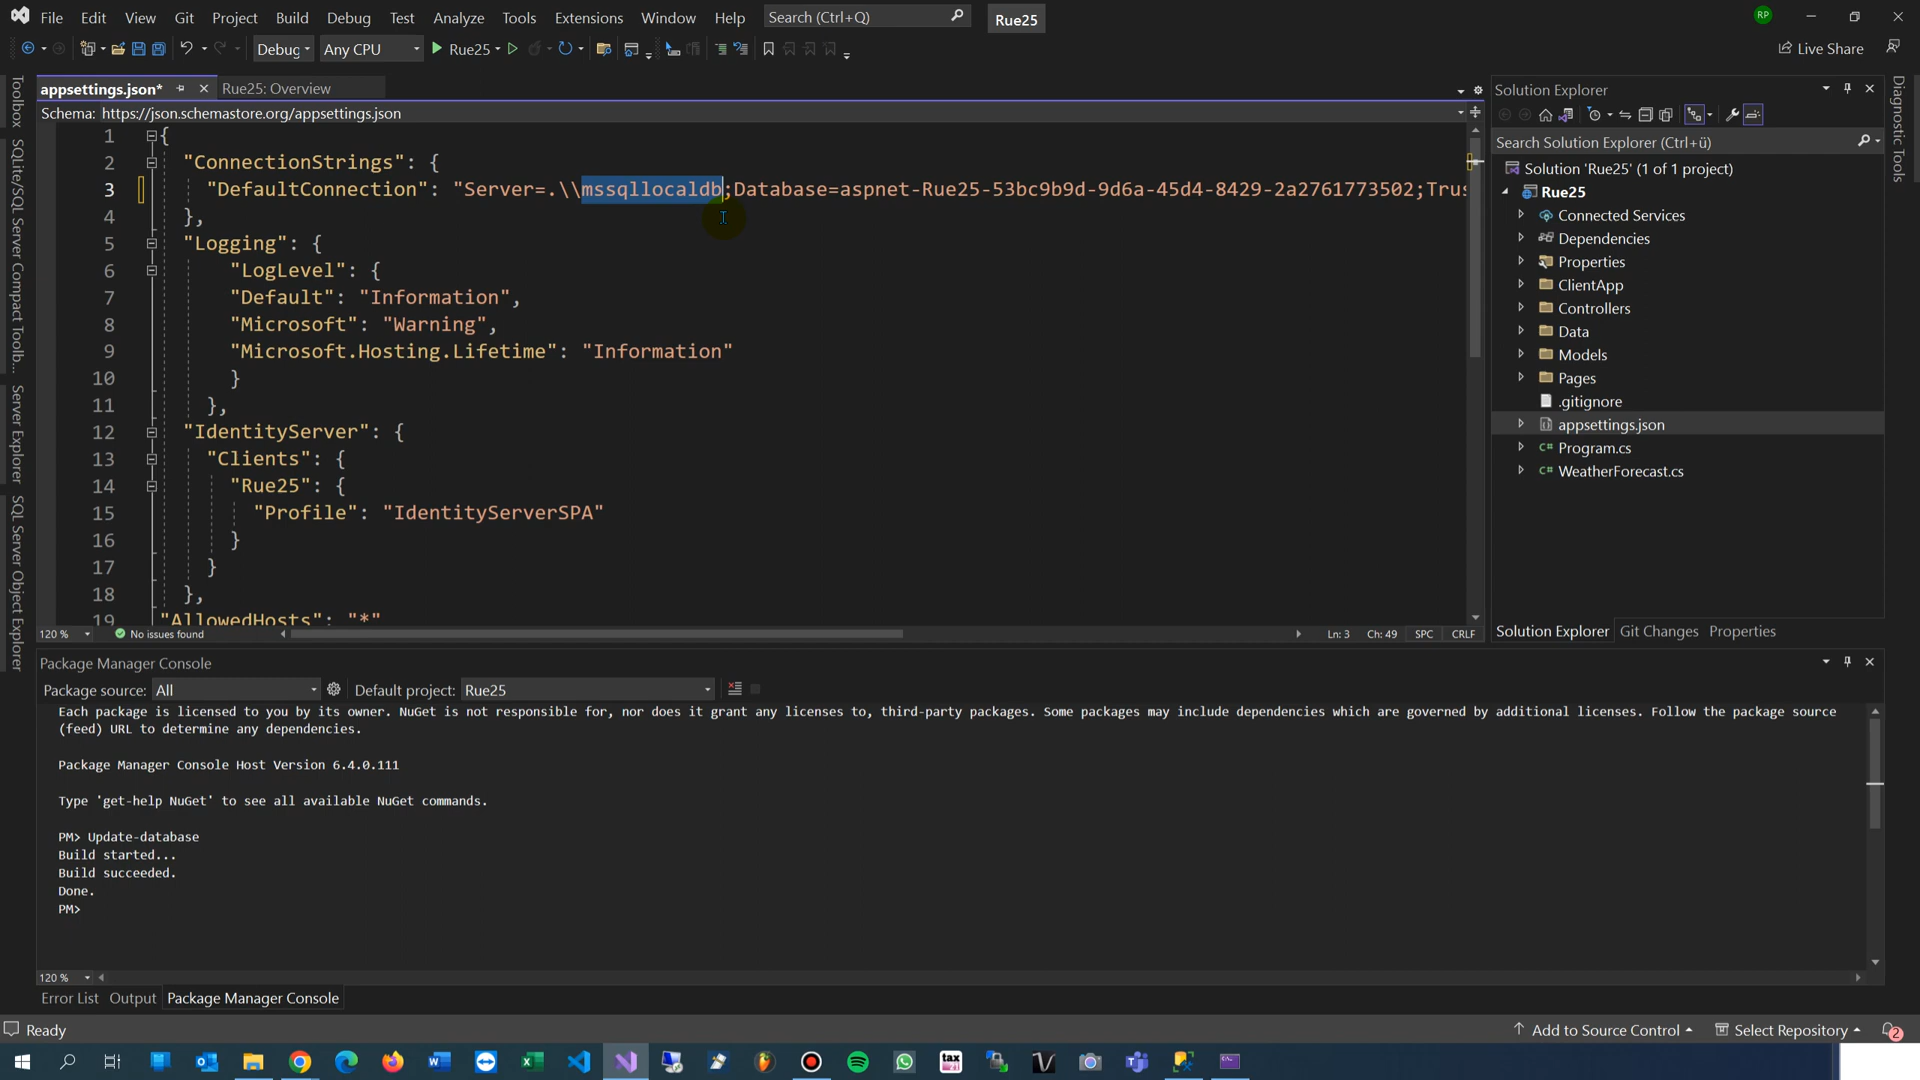 File Edit View Git Project Build Debug Test Analyze Tools Extensions Window Help Search (Ctrl+Q) Rue25 RP
Debug Any CPU Rue25 Live Share
appsettings.json* Rue25: Overview
Schema: https://json.schemastore.org/appsettings.json
1 {
2 "ConnectionStrings": {
3 "DefaultConnection": "Server=.\\mssqllocaldb;Database=aspnet-Rue25-53bc9b9d-9d6a-45d4-8429-2a2761773502;Trus
4 },
5 "Logging": {
6 "LogLevel": {
7 "Default": "Information",
8 "Microsoft": "Warning",
9 "Microsoft.Hosting.Lifetime": "Information"
10 }
11 },
12 "IdentityServer": {
13 "Clients": {
14 "Rue25": {
15 "Profile": "IdentityServerSPA"
16 }
17 }
18 },
19 "AllowedHosts": "*"
120 % No issues found Ln: 3 Ch: 49 SPC CRLF
Toolbox
SQLite/SQL Server Compact Toolb...
Server Explorer
SQL Server Object Explorer
Solution Explorer
Search Solution Explorer (Ctrl+ü)
Solution 'Rue25' (1 of 1 project)
Rue25
Connected Services
Dependencies
Properties
ClientApp
Controllers
Data
Models
Pages
.gitignore
appsettings.json
Program.cs
WeatherForecast.cs
Solution Explorer Git Changes Properties
Diagnostic Tools
Package Manager Console
Package source: All Default project: Rue25
Each package is licensed to you by its owner. NuGet is not responsible for, nor does it grant any licenses to, third-party packages. Some packages may include dependencies which are governed by additional licenses. Follow the package source
(feed) URL to determine any dependencies.
Package Manager Console Host Version 6.4.0.111
Type 'get-help NuGet' to see all available NuGet commands.
PM> Update-database
Build started...
Build succeeded.
Done.
PM>
120 %
Error List Output Package Manager Console
Ready Add to Source Control Select Repository 2
tax